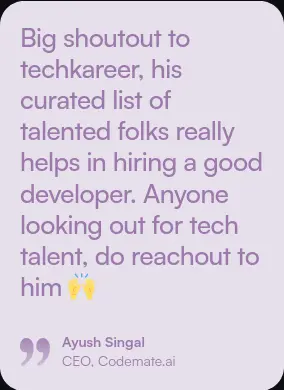 Big shoutout to
techkareer, his
curated list of
talented folks really
helps in hiring a good
developer. Anyone
looking out for tech
talent, do reachout to
him 🙌
Ayush Singal
CEO, Codemate.ai